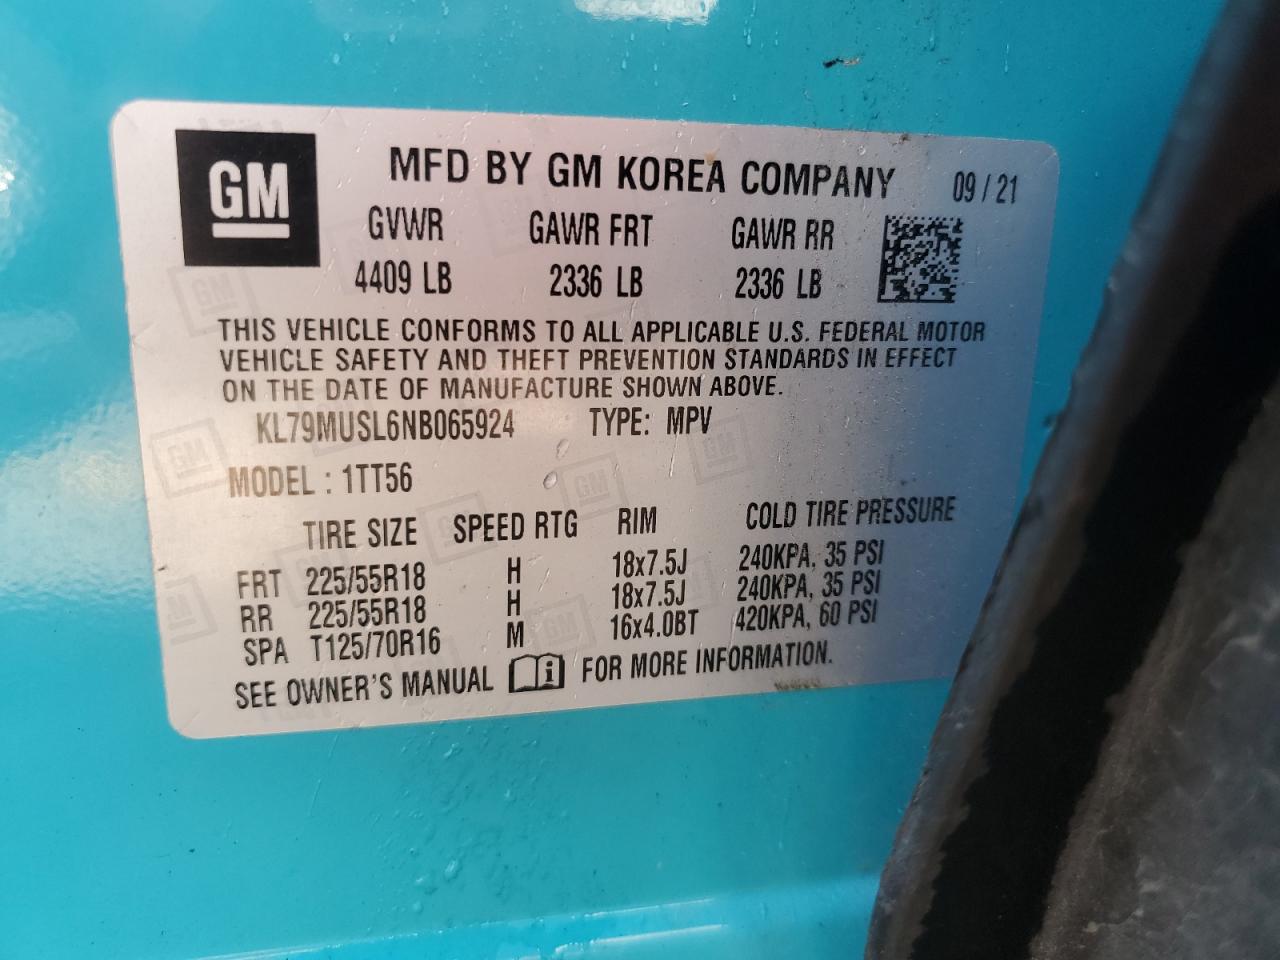 GM
MFD BY GM KOREA COMPANY 09 / 21
GVWR GAWR FRT GAWR RR
4409 LB 2336 LB 2336 LB
THIS VEHICLE CONFORMS TO ALL APPLICABLE U.S. FEDERAL MOTOR
VEHICLE SAFETY AND THEFT PREVENTION STANDARDS IN EFFECT
ON THE DATE OF MANUFACTURE SHOWN ABOVE.
KL79MUSL6NB065924 TYPE: MPV
MODEL : 1TT56
TIRE SIZE SPEED RTG RIM COLD TIRE PRESSURE
FRT 225/55R18 H 18x7.5J 240KPA, 35 PSI
RR 225/55R18 H 18x7.5J 240KPA, 35 PSI
SPA T125/70R16 M 16x4.0BT 420KPA, 60 PSI
SEE OWNER'S MANUAL FOR MORE INFORMATION.